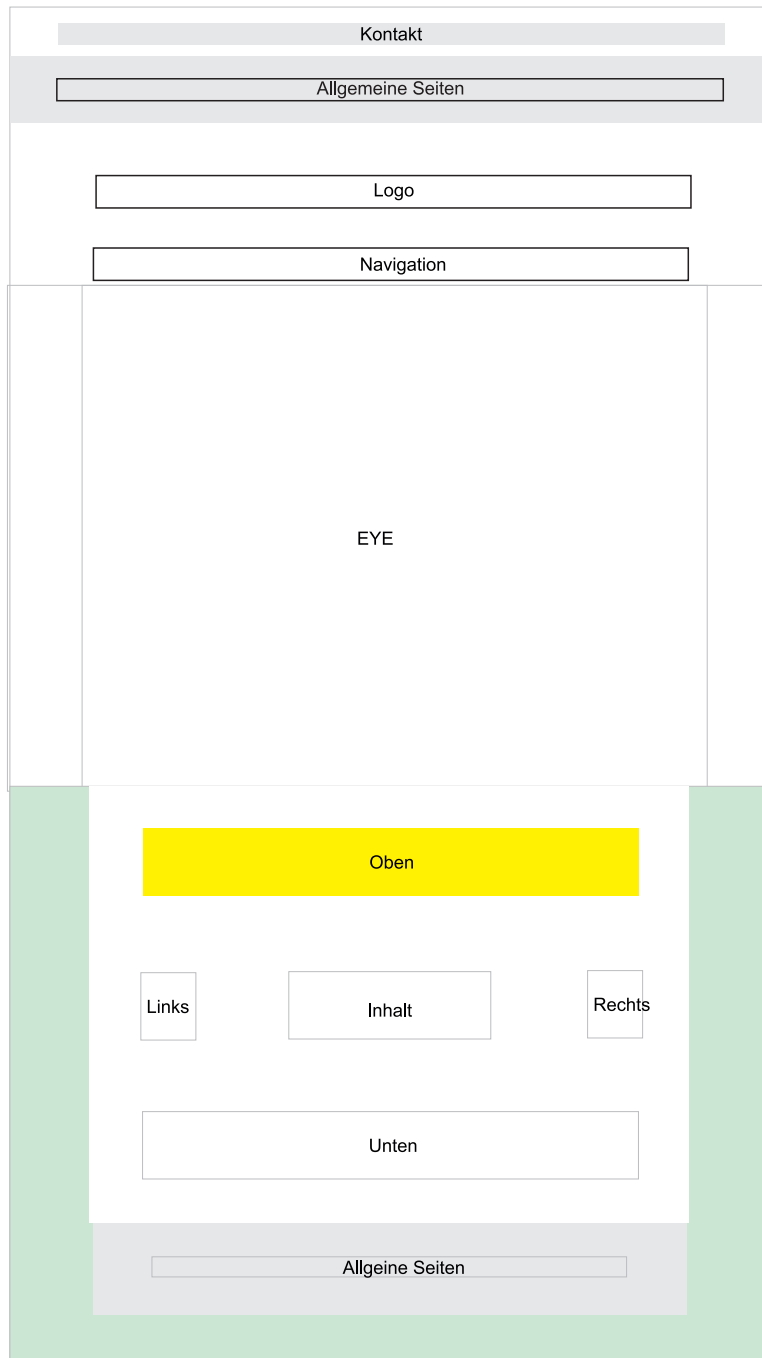 Kontakt
Allgemeine Seiten
Logo
Navigation
EYE
Oben
Links
Inhalt
Rechts
Unten
Allgeine Seiten